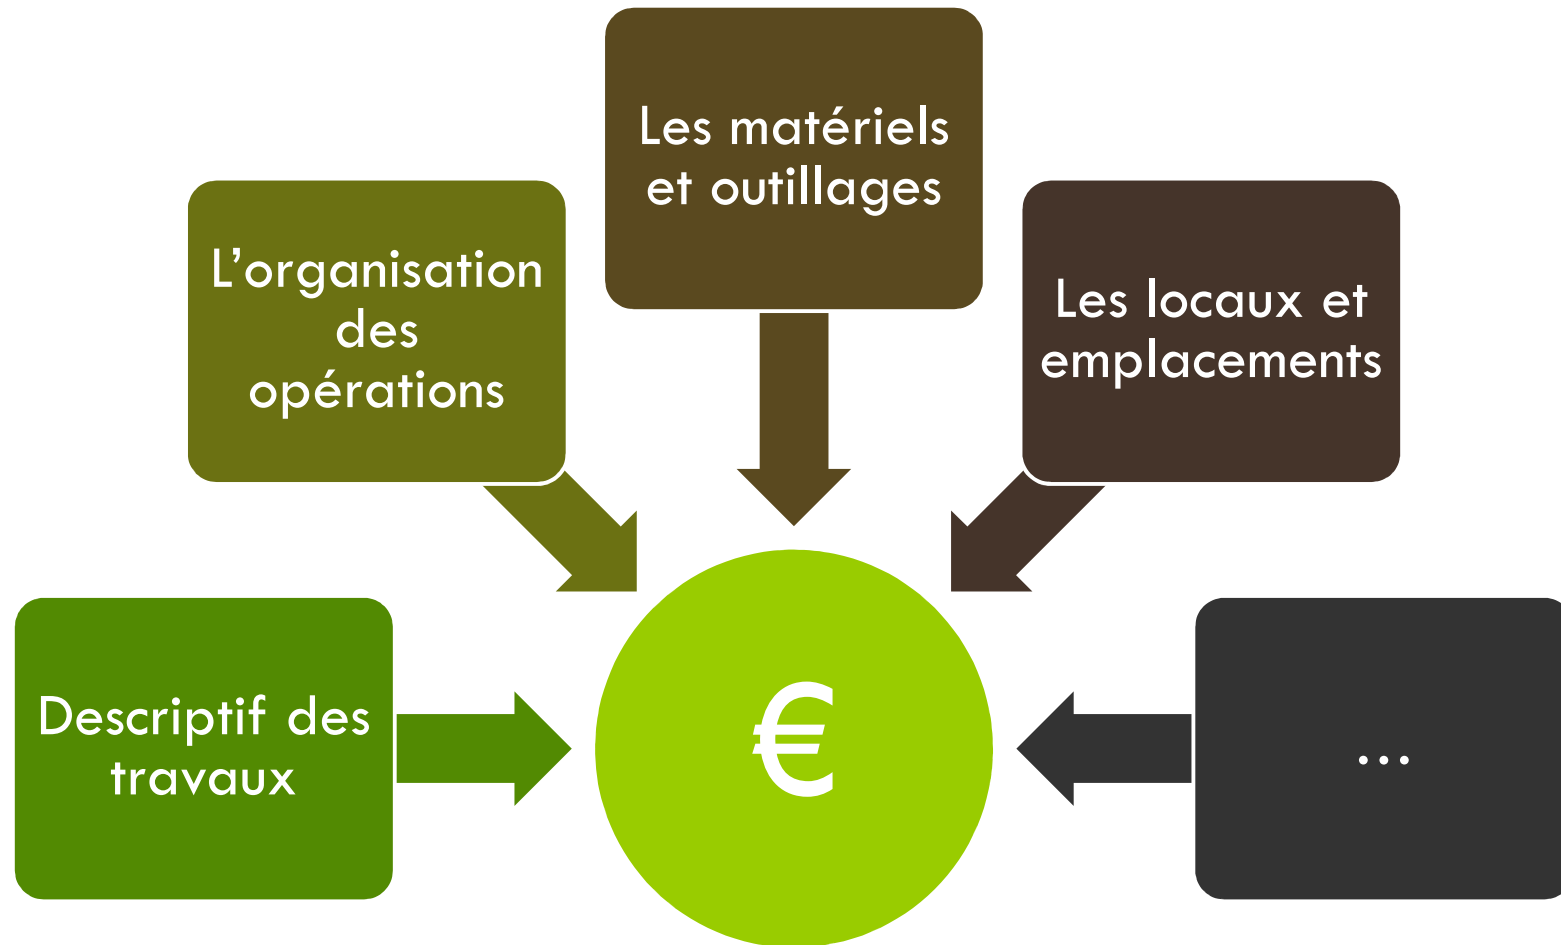 Les matériels
et outillages
L’organisation
des
opérations
Les locaux et
emplacements
Descriptif des
travaux
€
...